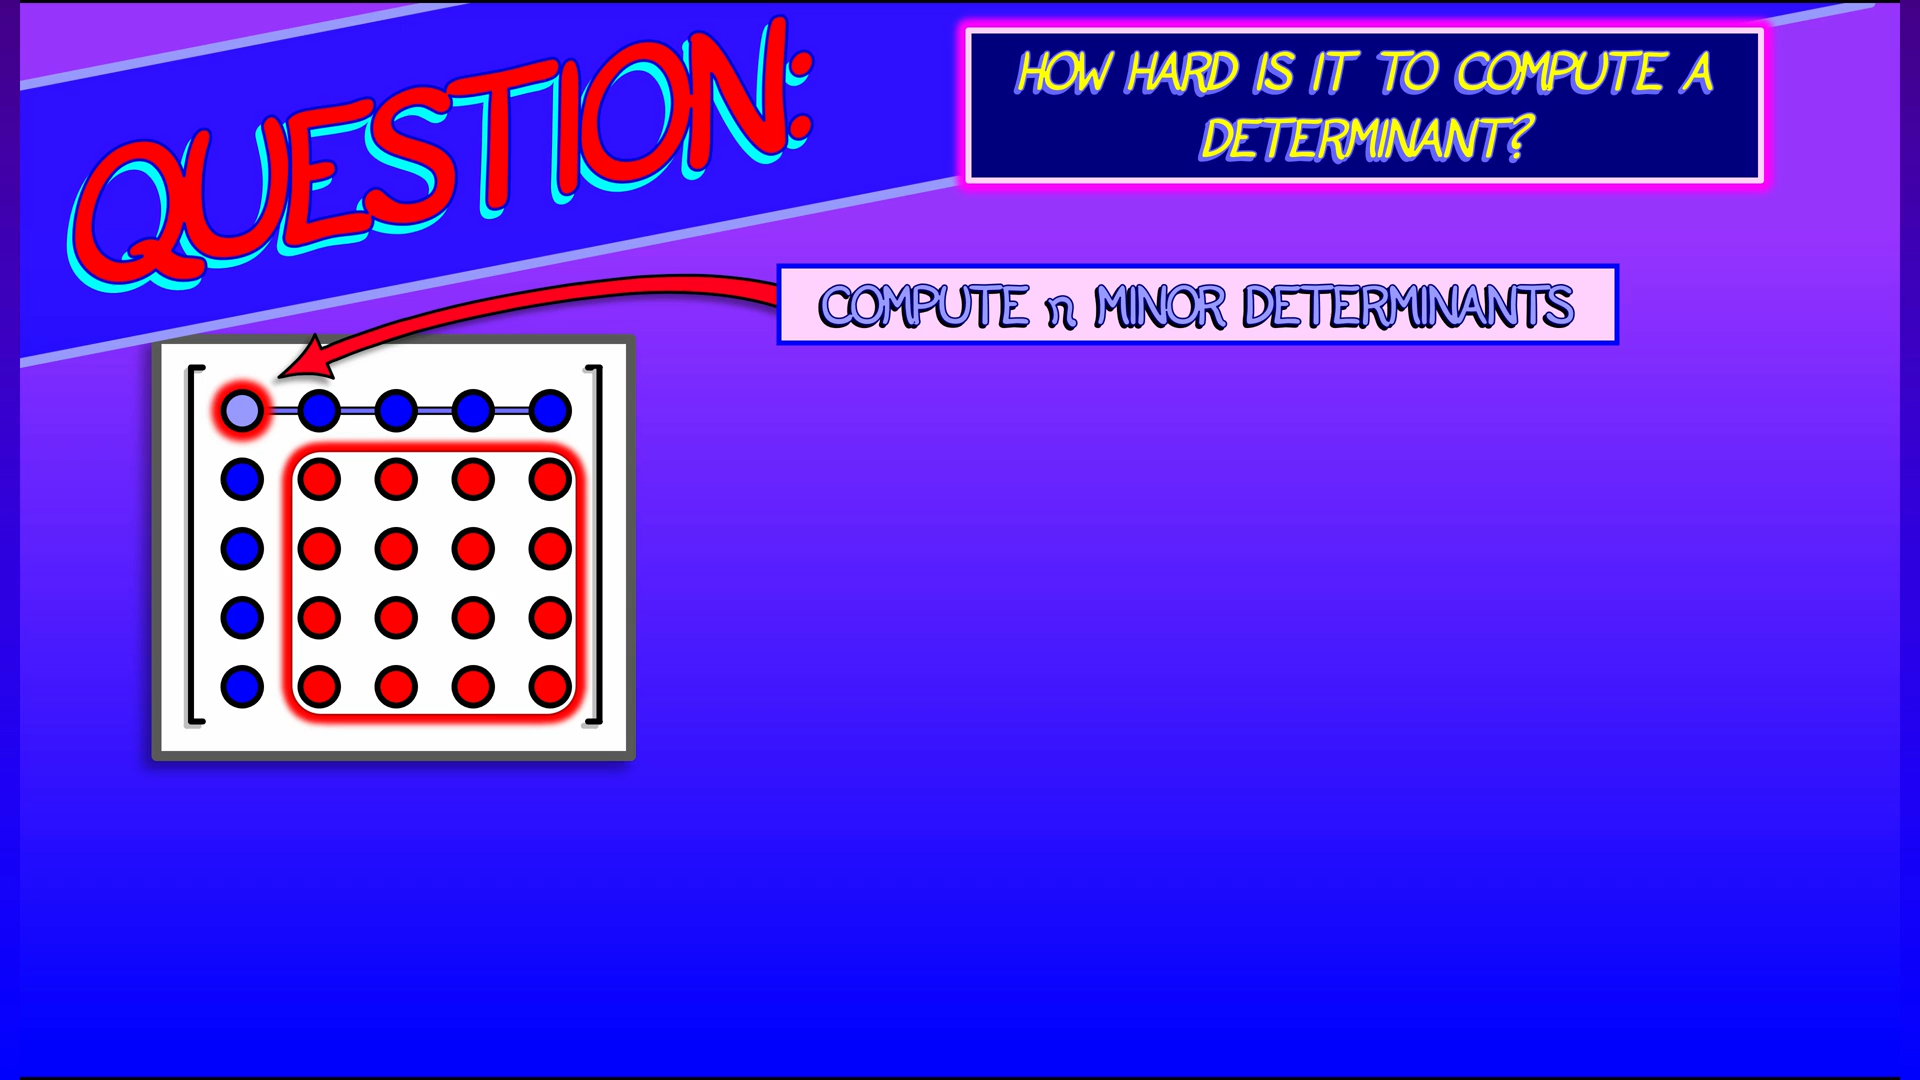 QUESTION:
HOW HARD IS IT TO COMPUTE A
DETERMINANT?
COMPUTE n MINOR DETERMINANTS